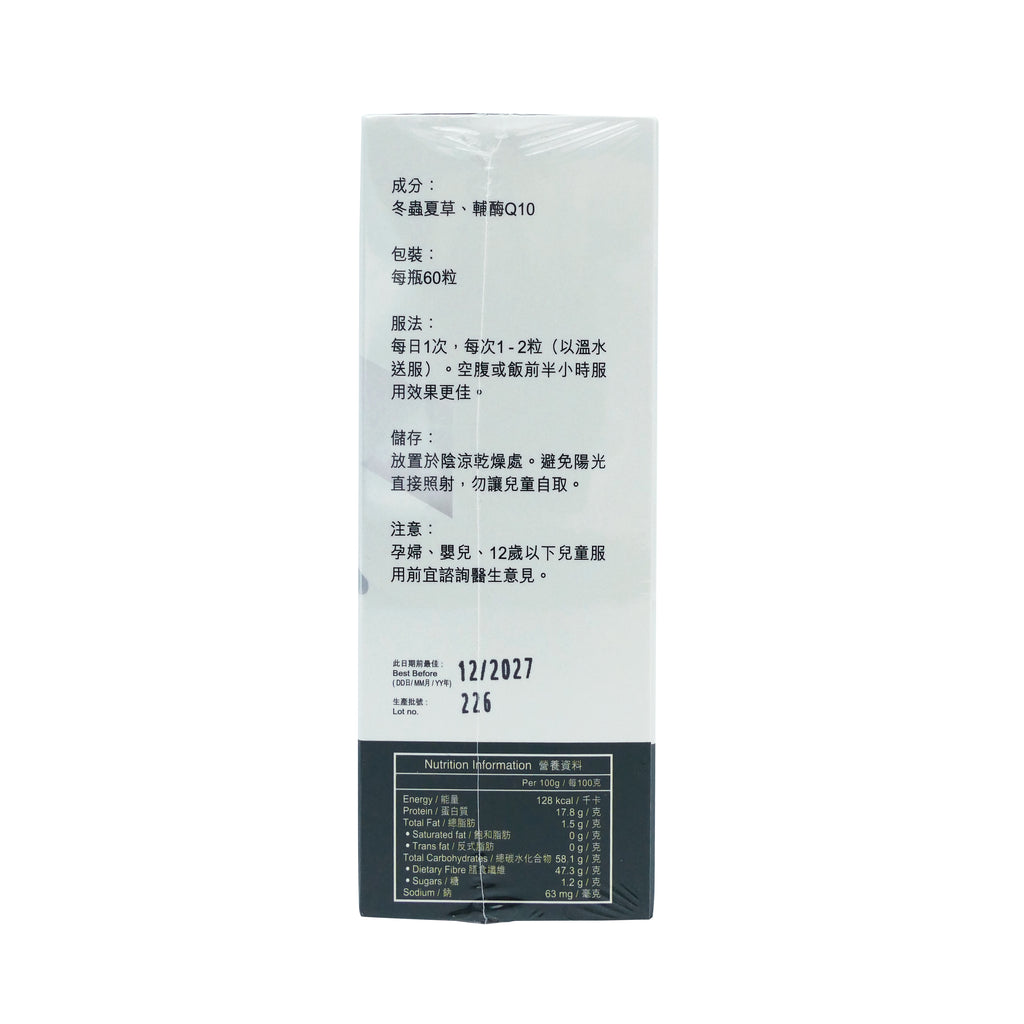 成分：
冬蟲夏草、輔酶Q10
包裝：
每瓶60粒
服法：
每日1次，每次1-2粒（以溫水
送服）。空腹或飯前半小時服
用效果更佳。
儲存：
放置於陰涼乾燥處。避免陽光
直接照射，勿讓兒童自取。
注意：
孕婦、嬰兒、12歲以下兒童服
用前宜諮詢醫生意見。
此日期前最佳：
Best Before 12/2027
(DD日/MM月/YY年)
生產批號： 226
Lot no.
Nutrition Information 營養資料
Per 100g / 每100克
Energy / 能量 128 kcal / 千卡
Protein / 蛋白質 17.8 g / 克
Total Fat / 總脂肪 1.5 g / 克
• Saturated fat / 飽和脂肪 0 g / 克
• Trans fat / 反式脂肪 0 g / 克
Total Carbohydrates / 總碳水化合物 58.1 g / 克
• Dietary Fibre 膳食纖維 47.3 g / 克
• Sugars / 糖 1.2 g / 克
Sodium / 鈉 63 mg / 毫克